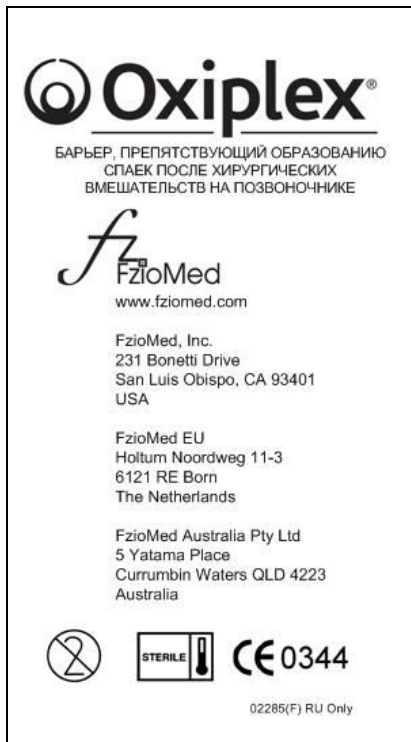 Oxiplex®
БАРЬЕР, ПРЕПЯТСТВУЮЩИЙ ОБРАЗОВАНИЮ
СПАЕК ПОСЛЕ ХИРУРГИЧЕСКИХ
ВМЕШАТЕЛЬСТВ НА ПОЗВОНОЧНИКЕ
fz
FzioMed
www.fziomed.com
FzioMed, Inc.
231 Bonetti Drive
San Luis Obispo, CA 93401
USA
FzioMed EU
Holtum Noordweg 11-3
6121 RE Born
The Netherlands
FzioMed Australia Pty Ltd
5 Yatama Place
Currumbin Waters QLD 4223
Australia
2 STERILE CE 0344
02285(F) RU Only